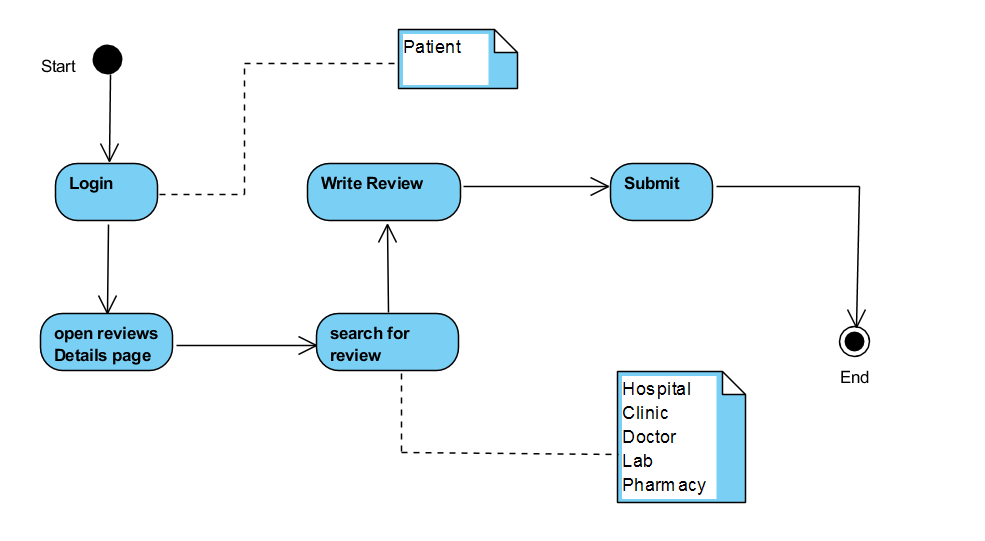 Patient
Start
Login
Write Review
Submit
open reviews
Details page
search for
review
End
Hospital
Clinic
Doctor
Lab
Pharmacy